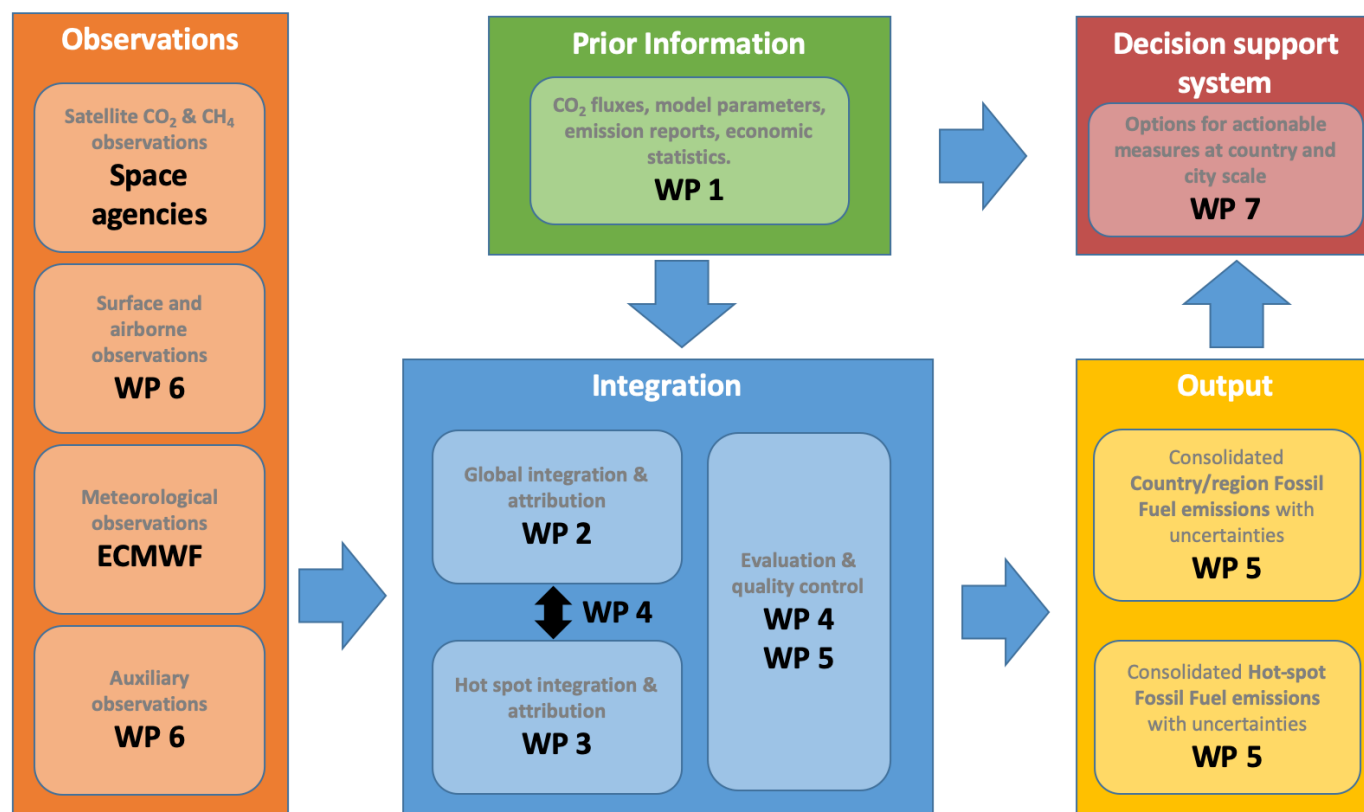 Observations
Satellite CO₂ & CH₄
observations
Space
agencies
Surface and
airborne
observations
WP 6
Meteorological
observations
ECMWF
Auxiliary
observations
WP 6
Prior Information
CO₂ fluxes, model parameters,
emission reports, economic
statistics.
WP 1
Decision support
system
Options for actionable
measures at country and
city scale
WP 7
Integration
Global integration &
attribution
WP 2
WP 4
Hot spot integration &
attribution
WP 3
Evaluation &
quality control
WP 4
WP 5
Output
Consolidated
Country/region Fossil
Fuel emissions with
uncertainties
WP 5
Consolidated Hot-spot
Fossil Fuel emissions
with uncertainties
WP 5